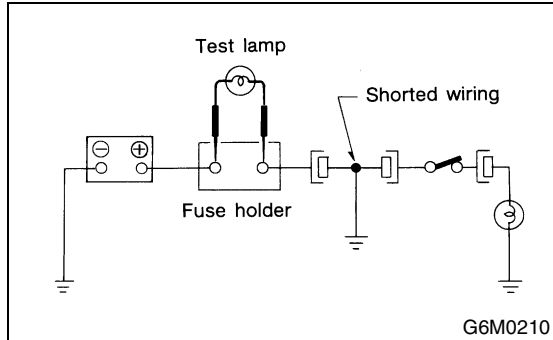 Test lamp
Shorted wiring
⊖ ⊕
Fuse holder
G6M0210